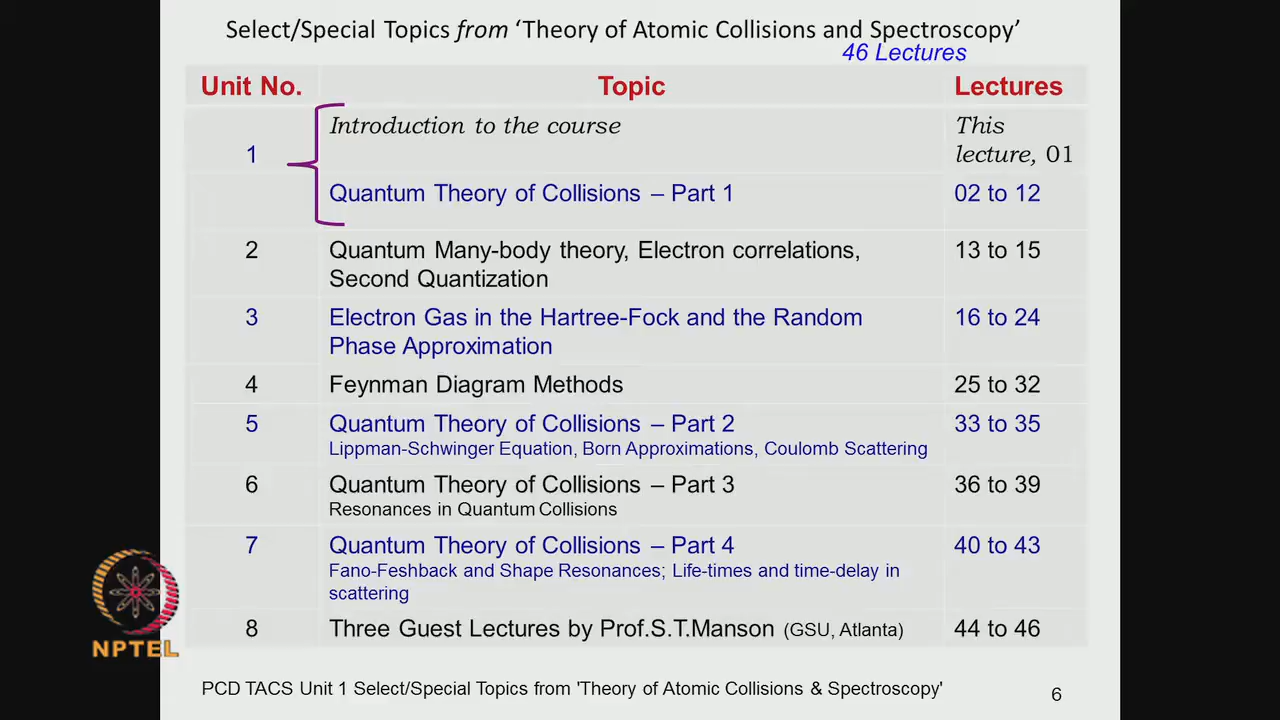 Select/Special Topics from ‘Theory of Atomic Collisions and Spectroscopy’
46 Lectures
Unit No. Topic Lectures
Introduction to the course This
1 lecture, 01
Quantum Theory of Collisions – Part 1 02 to 12
2 Quantum Many-body theory, Electron correlations, 13 to 15
Second Quantization
3 Electron Gas in the Hartree-Fock and the Random 16 to 24
Phase Approximation
4 Feynman Diagram Methods 25 to 32
5 Quantum Theory of Collisions – Part 2 33 to 35
Lippman-Schwinger Equation, Born Approximations, Coulomb Scattering
6 Quantum Theory of Collisions – Part 3 36 to 39
Resonances in Quantum Collisions
7 Quantum Theory of Collisions – Part 4 40 to 43
Fano-Feshback and Shape Resonances; Life-times and time-delay in
scattering
8 Three Guest Lectures by Prof.S.T.Manson (GSU, Atlanta) 44 to 46
NPTEL
PCD TACS Unit 1 Select/Special Topics from 'Theory of Atomic Collisions & Spectroscopy' 6